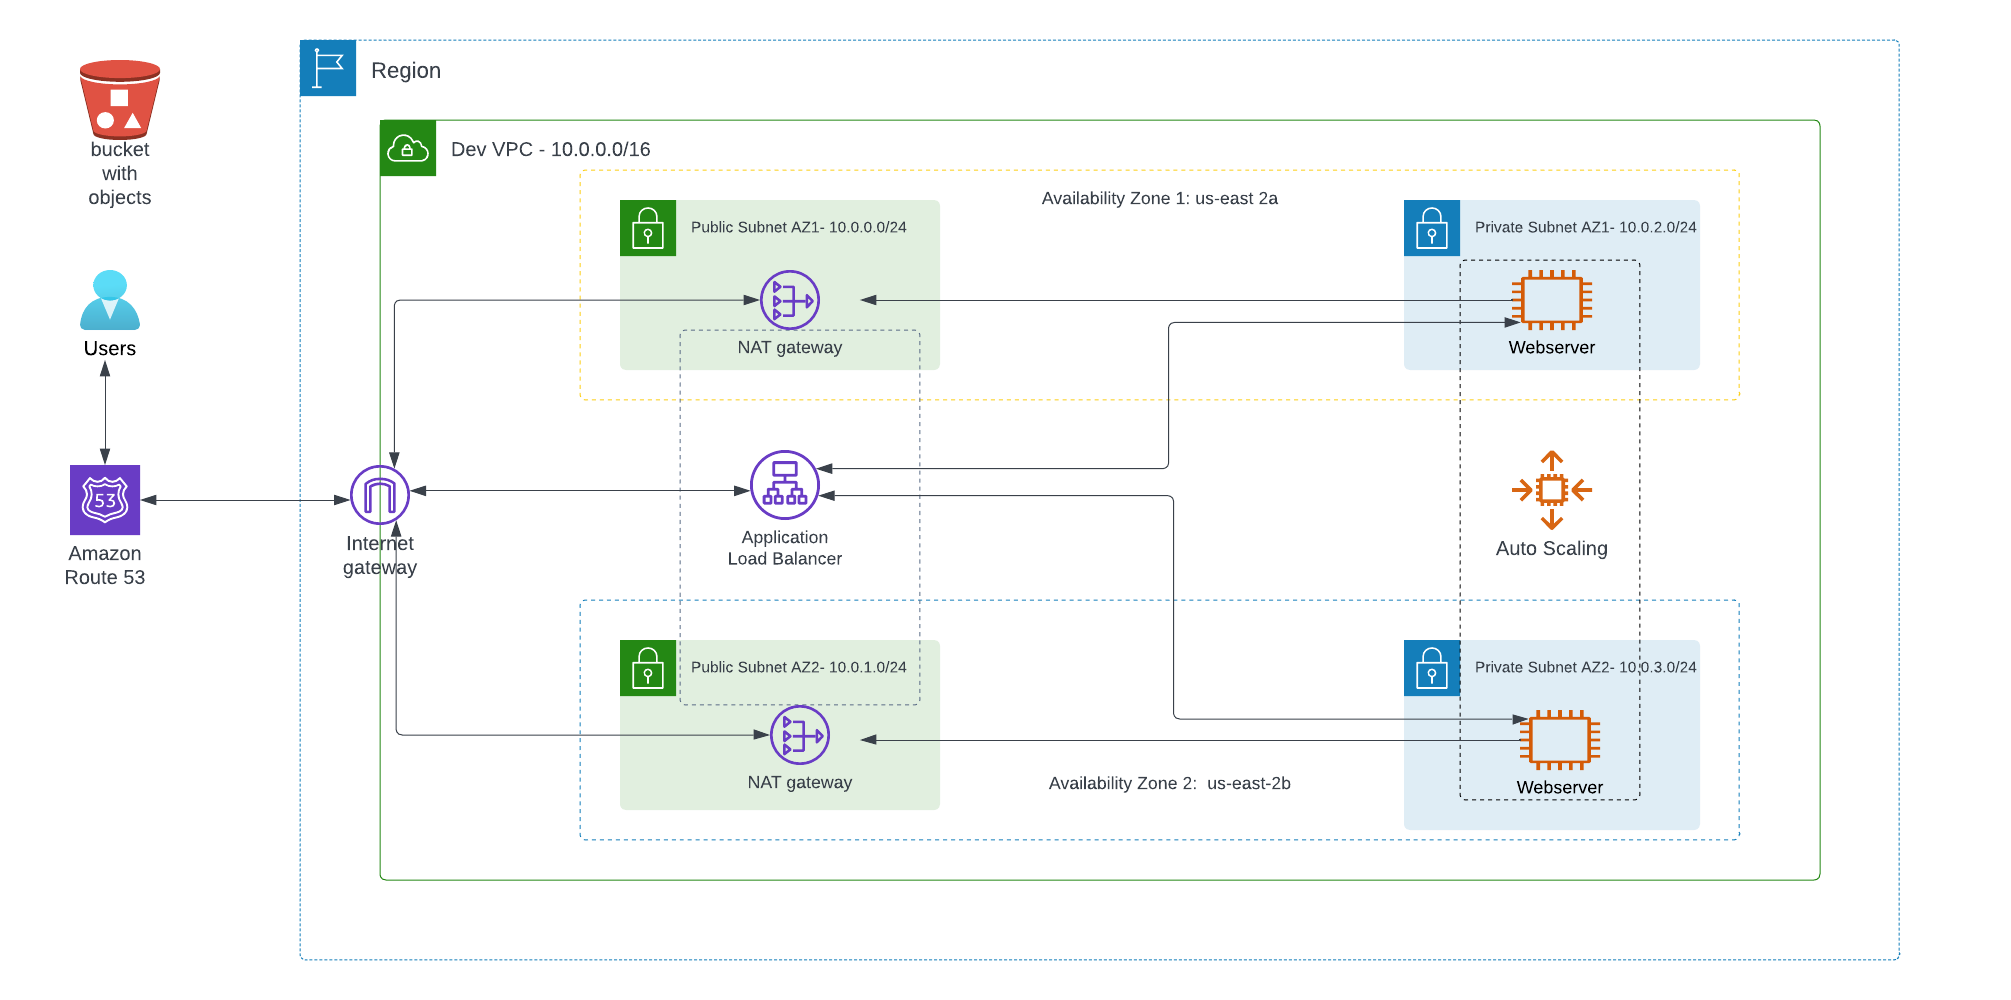 Region
bucket
with
objects
Dev VPC - 10.0.0.0/16
Availability Zone 1: us-east 2a
Public Subnet AZ1- 10.0.0.0/24
Private Subnet AZ1- 10.0.2.0/24
Users
NAT gateway
Webserver
53
Amazon
Route 53
Internet
gateway
Application
Load Balancer
Auto Scaling
Public Subnet AZ2- 10.0.1.0/24
Private Subnet AZ2- 10.0.3.0/24
NAT gateway
Availability Zone 2:  us-east-2b
Webserver